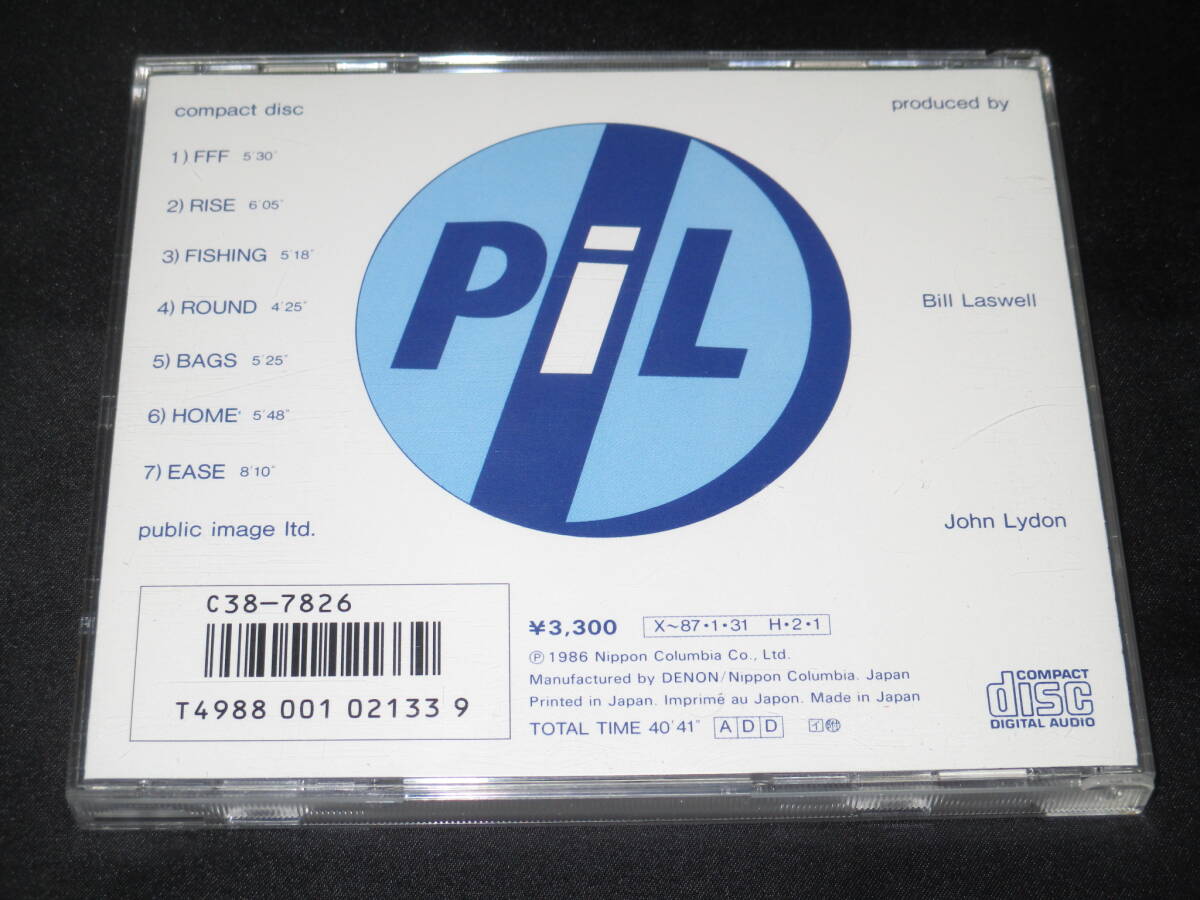 compact disc
1) FFF 5'30"
2) RISE 6'05"
3) FISHING 5'18"
4) ROUND 4'25"
5) BAGS 5'25"
6) HOME 5'48"
7) EASE 8'10"
public image ltd.
PiL
produced by
Bill Laswell
John Lydon
C38-7826
T4988 001 021339
¥3,300 X~87・1・31 H・2・1
Ⓟ 1986 Nippon Columbia Co., Ltd.
Manufactured by DENON/Nippon Columbia. Japan
Printed in Japan. Imprimé au Japon. Made in Japan
TOTAL TIME 40'41" ADD
COMPACT
disc
DIGITAL AUDIO